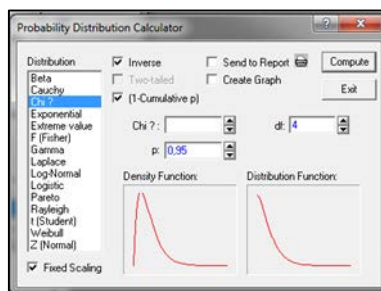 Probability Distribution Calculator
Distribution
Beta
Cauchy
Chi ?
Exponential
Extreme value
F (Fisher)
Gamma
Laplace
Log-Normal
Logistic
Pareto
Rayleigh
t (Student)
Weibull
Z (Normal)
Fixed Scaling
Inverse
Two-tailed
(1-Cumulative p)
Send to Report
Create Graph
Compute
Exit
Chi ?:
df: 4
p: 0,95
Density Function:
Distribution Function: